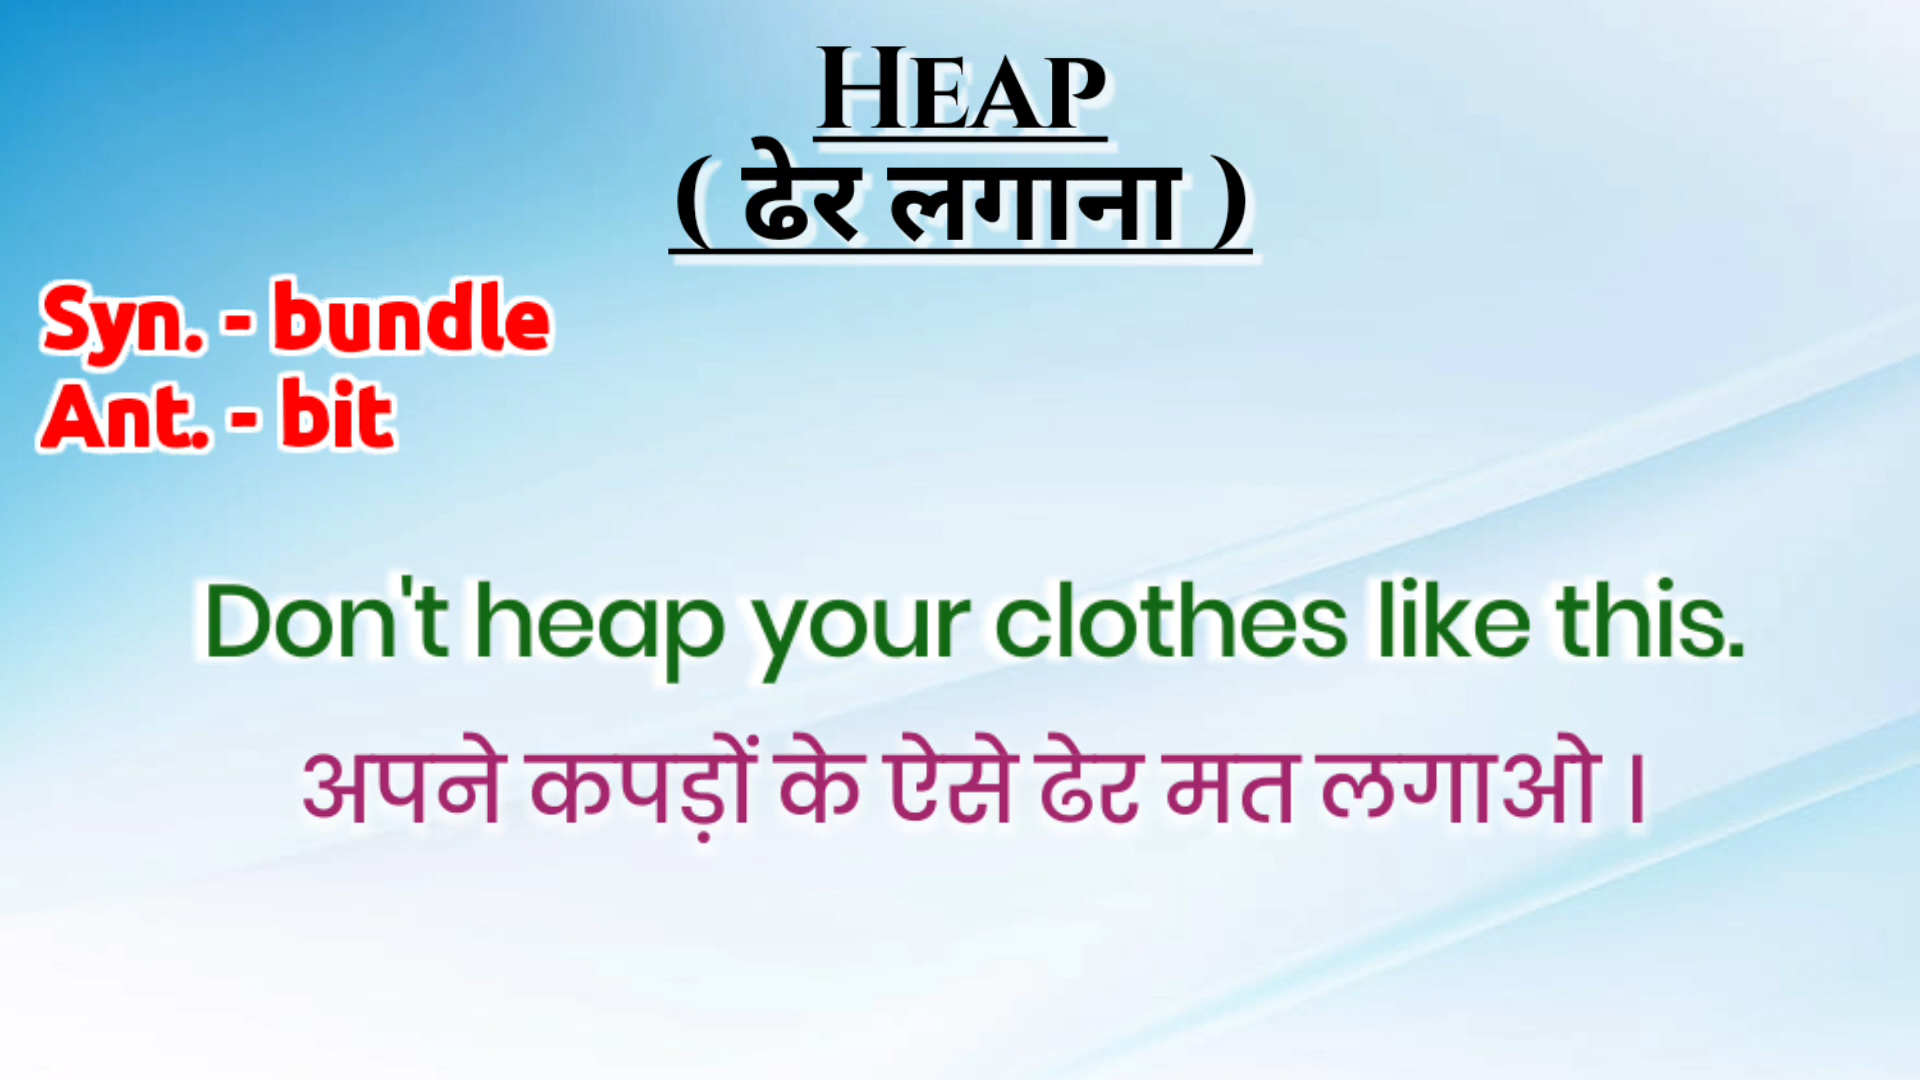 Heap
( ढेर लगाना )
Syn. - bundle
Ant. - bit
Don't heap your clothes like this.
अपने कपड़ों के ऐसे ढेर मत लगाओ ।